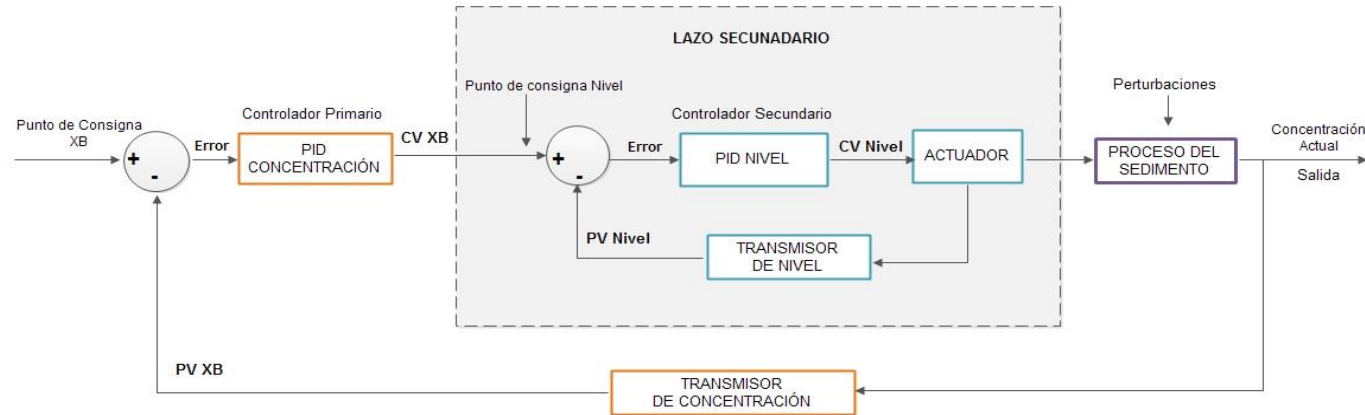 LAZO SECUNADARIO
Punto de consigna Nivel
Perturbaciones
Punto de Consigna
XB
Controlador Primario
Controlador Secundario
Concentración
Actual
Error
PID
CONCENTRACIÓN
CV XB
+
-
+
-
Error
PID NIVEL
CV Nivel
ACTUADOR
PROCESO DEL
SEDIMENTO
Salida
PV Nivel
TRANSMISOR
DE NIVEL
PV XB
TRANSMISOR
DE CONCENTRACIÓN